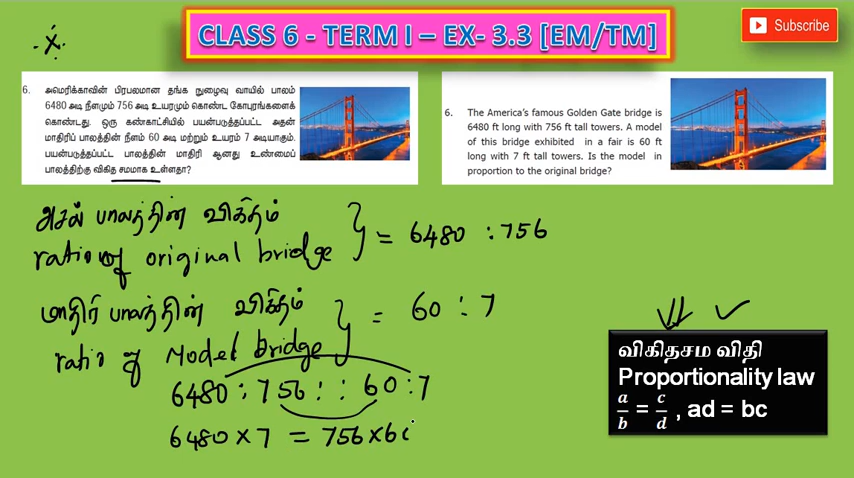 CLASS 6 - TERM I – EX- 3.3 [EM/TM]
Subscribe
6. அமெரிக்காவின் பிரபலமான தங்க நுழைவு வாயில் பாலம்
6480 அடி நீளமும் 756 அடி உயரமும் கொண்ட கோபுரங்களைக்
கொண்டது. ஒரு கண்காட்சியில் பயன்படுத்தப்பட்ட அதன்
மாதிரிப் பாலத்தின் நீளம் 60 அடி மற்றும் உயரம் 7 அடியாகும்.
பயன்படுத்தப்பட்ட பாலத்தின் மாதிரி ஆனது உண்மைப்
பாலத்திற்கு விகித சமமாக உள்ளதா?
6. The America's famous Golden Gate bridge is
6480 ft long with 756 ft tall towers. A model
of this bridge exhibited in a fair is 60 ft
long with 7 ft tall towers. Is the model in
proportion to the original bridge?
அசல் பாலத்தின் விகிதம்
ratio of original bridge } = 6480 : 756
மாதிரி பாலத்தின் விகிதம்
ratio of Model bridge } = 60 : 7
6480 : 756 : : 60 : 7
6480 × 7 = 756 × 60
விகிதசம விதி
Proportionality law
a/b = c/d , ad = bc